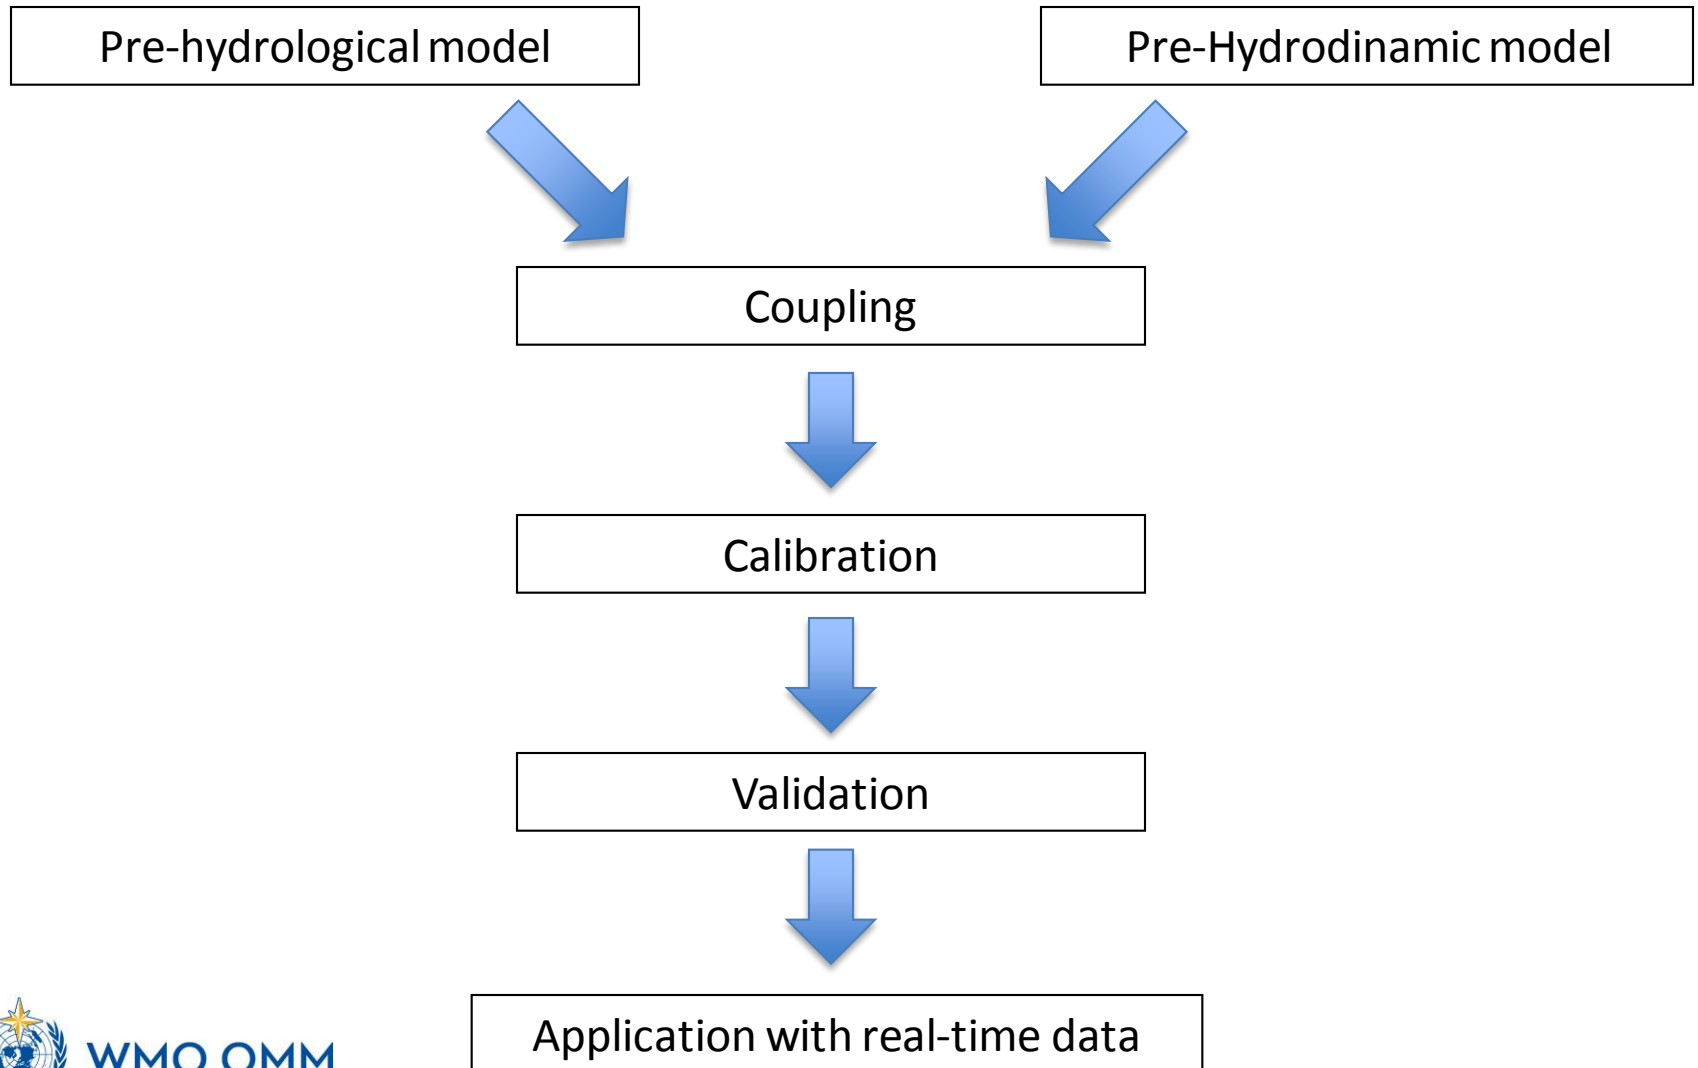 Pre-hydrological model
Pre-Hydrodinamic model
Coupling
Calibration
Validation
Application with real-time data
WMO OMM